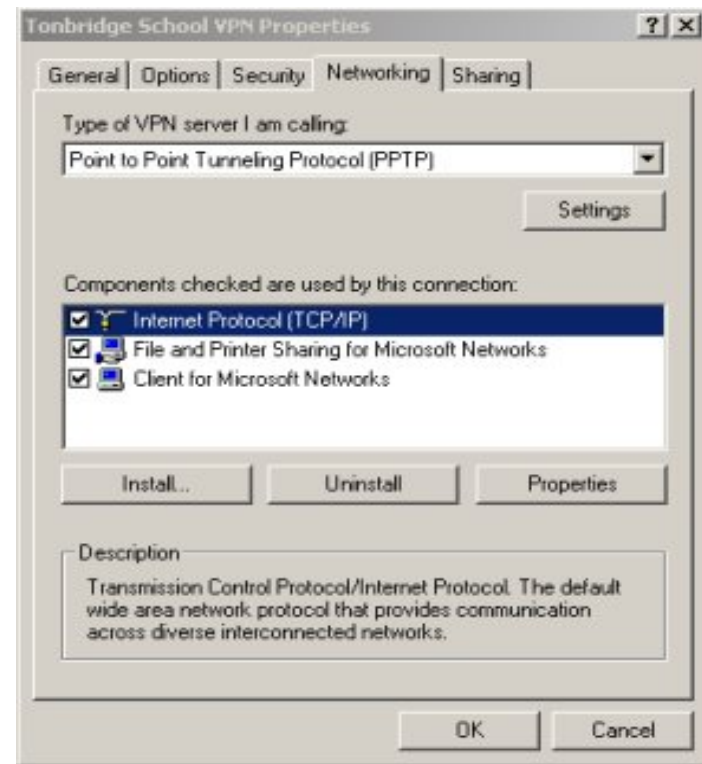 Tonbridge School VPN Properties
General Options Security Networking Sharing
Type of VPN server I am calling:
Point to Point Tunneling Protocol (PPTP)
Settings
Components checked are used by this connection:
Internet Protocol (TCP/IP)
File and Printer Sharing for Microsoft Networks
Client for Microsoft Networks
Install... Uninstall Properties
Description
Transmission Control Protocol/Internet Protocol. The default
wide area network protocol that provides communication
across diverse interconnected networks.
OK Cancel